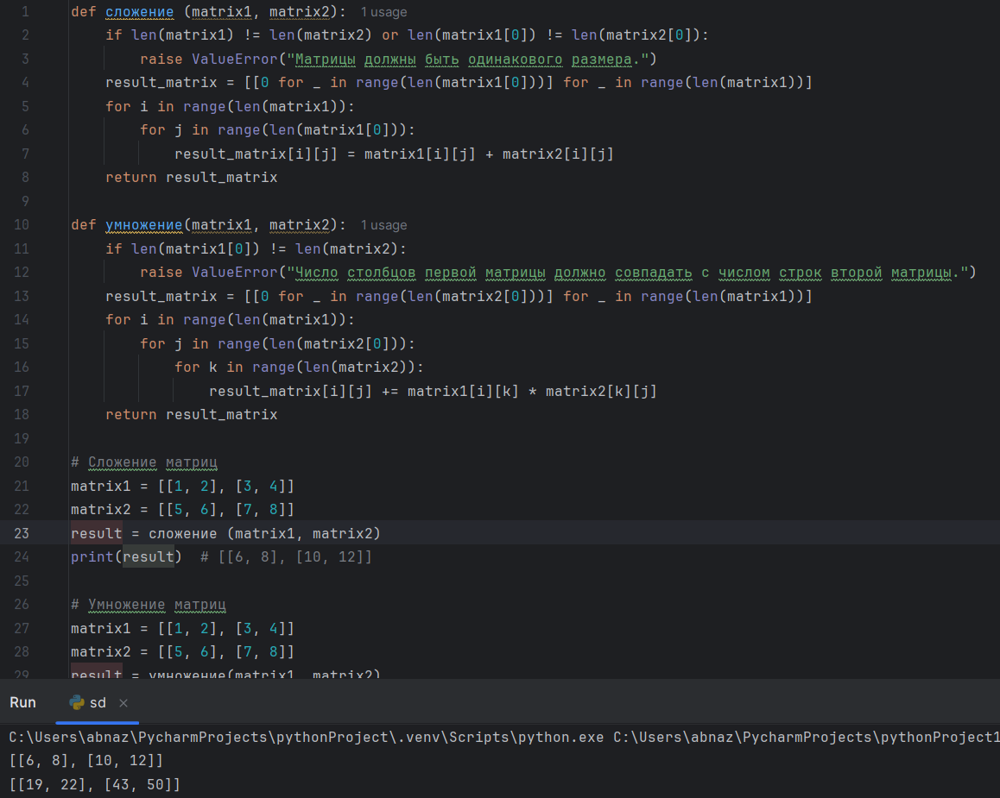 1 def сложение (matrix1, matrix2): 1 usage
2 if len(matrix1) != len(matrix2) or len(matrix1[0]) != len(matrix2[0]):
3 raise ValueError("Матрицы должны быть одинакового размера.")
4 result_matrix = [[0 for _ in range(len(matrix1[0]))] for _ in range(len(matrix1))]
5 for i in range(len(matrix1)):
6 for j in range(len(matrix1[0])):
7 result_matrix[i][j] = matrix1[i][j] + matrix2[i][j]
8 return result_matrix
9
10 def умножение(matrix1, matrix2): 1 usage
11 if len(matrix1[0]) != len(matrix2):
12 raise ValueError("Число столбцов первой матрицы должно совпадать с числом строк второй матрицы.")
13 result_matrix = [[0 for _ in range(len(matrix2[0]))] for _ in range(len(matrix1))]
14 for i in range(len(matrix1)):
15 for j in range(len(matrix2[0])):
16 for k in range(len(matrix2)):
17 result_matrix[i][j] += matrix1[i][k] * matrix2[k][j]
18 return result_matrix
19
20 # Сложение матриц
21 matrix1 = [[1, 2], [3, 4]]
22 matrix2 = [[5, 6], [7, 8]]
23 result = сложение (matrix1, matrix2)
24 print(result) # [[6, 8], [10, 12]]
25
26 # Умножение матриц
27 matrix1 = [[1, 2], [3, 4]]
28 matrix2 = [[5, 6], [7, 8]]
29 result = умножение(matrix1, matrix2)
Run sd
C:\Users\abnaz\PycharmProjects\pythonProject\.venv\Scripts\python.exe C:\Users\abnaz\PycharmProjects\pythonProject1
[[6, 8], [10, 12]]
[[19, 22], [43, 50]]